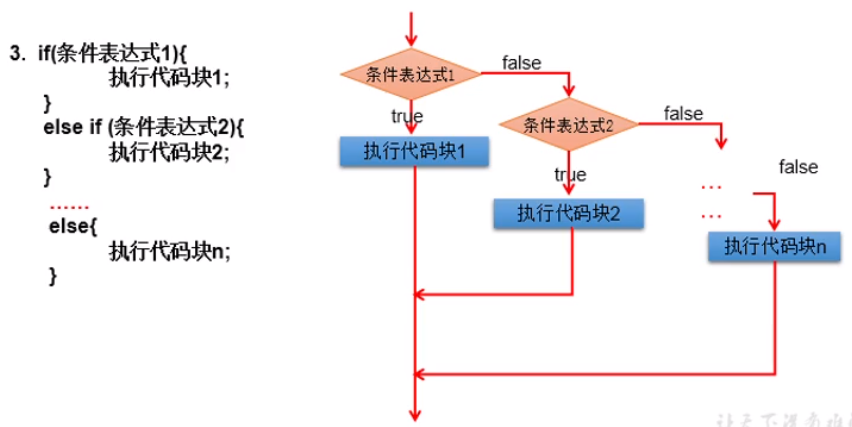 3. if(条件表达式1){
执行代码块1;
}
else if (条件表达式2){
执行代码块2;
}
……
else{
执行代码块n;
}
条件表达式1
false
true
执行代码块1
条件表达式2
false
true
执行代码块2
...
...
false
执行代码块n